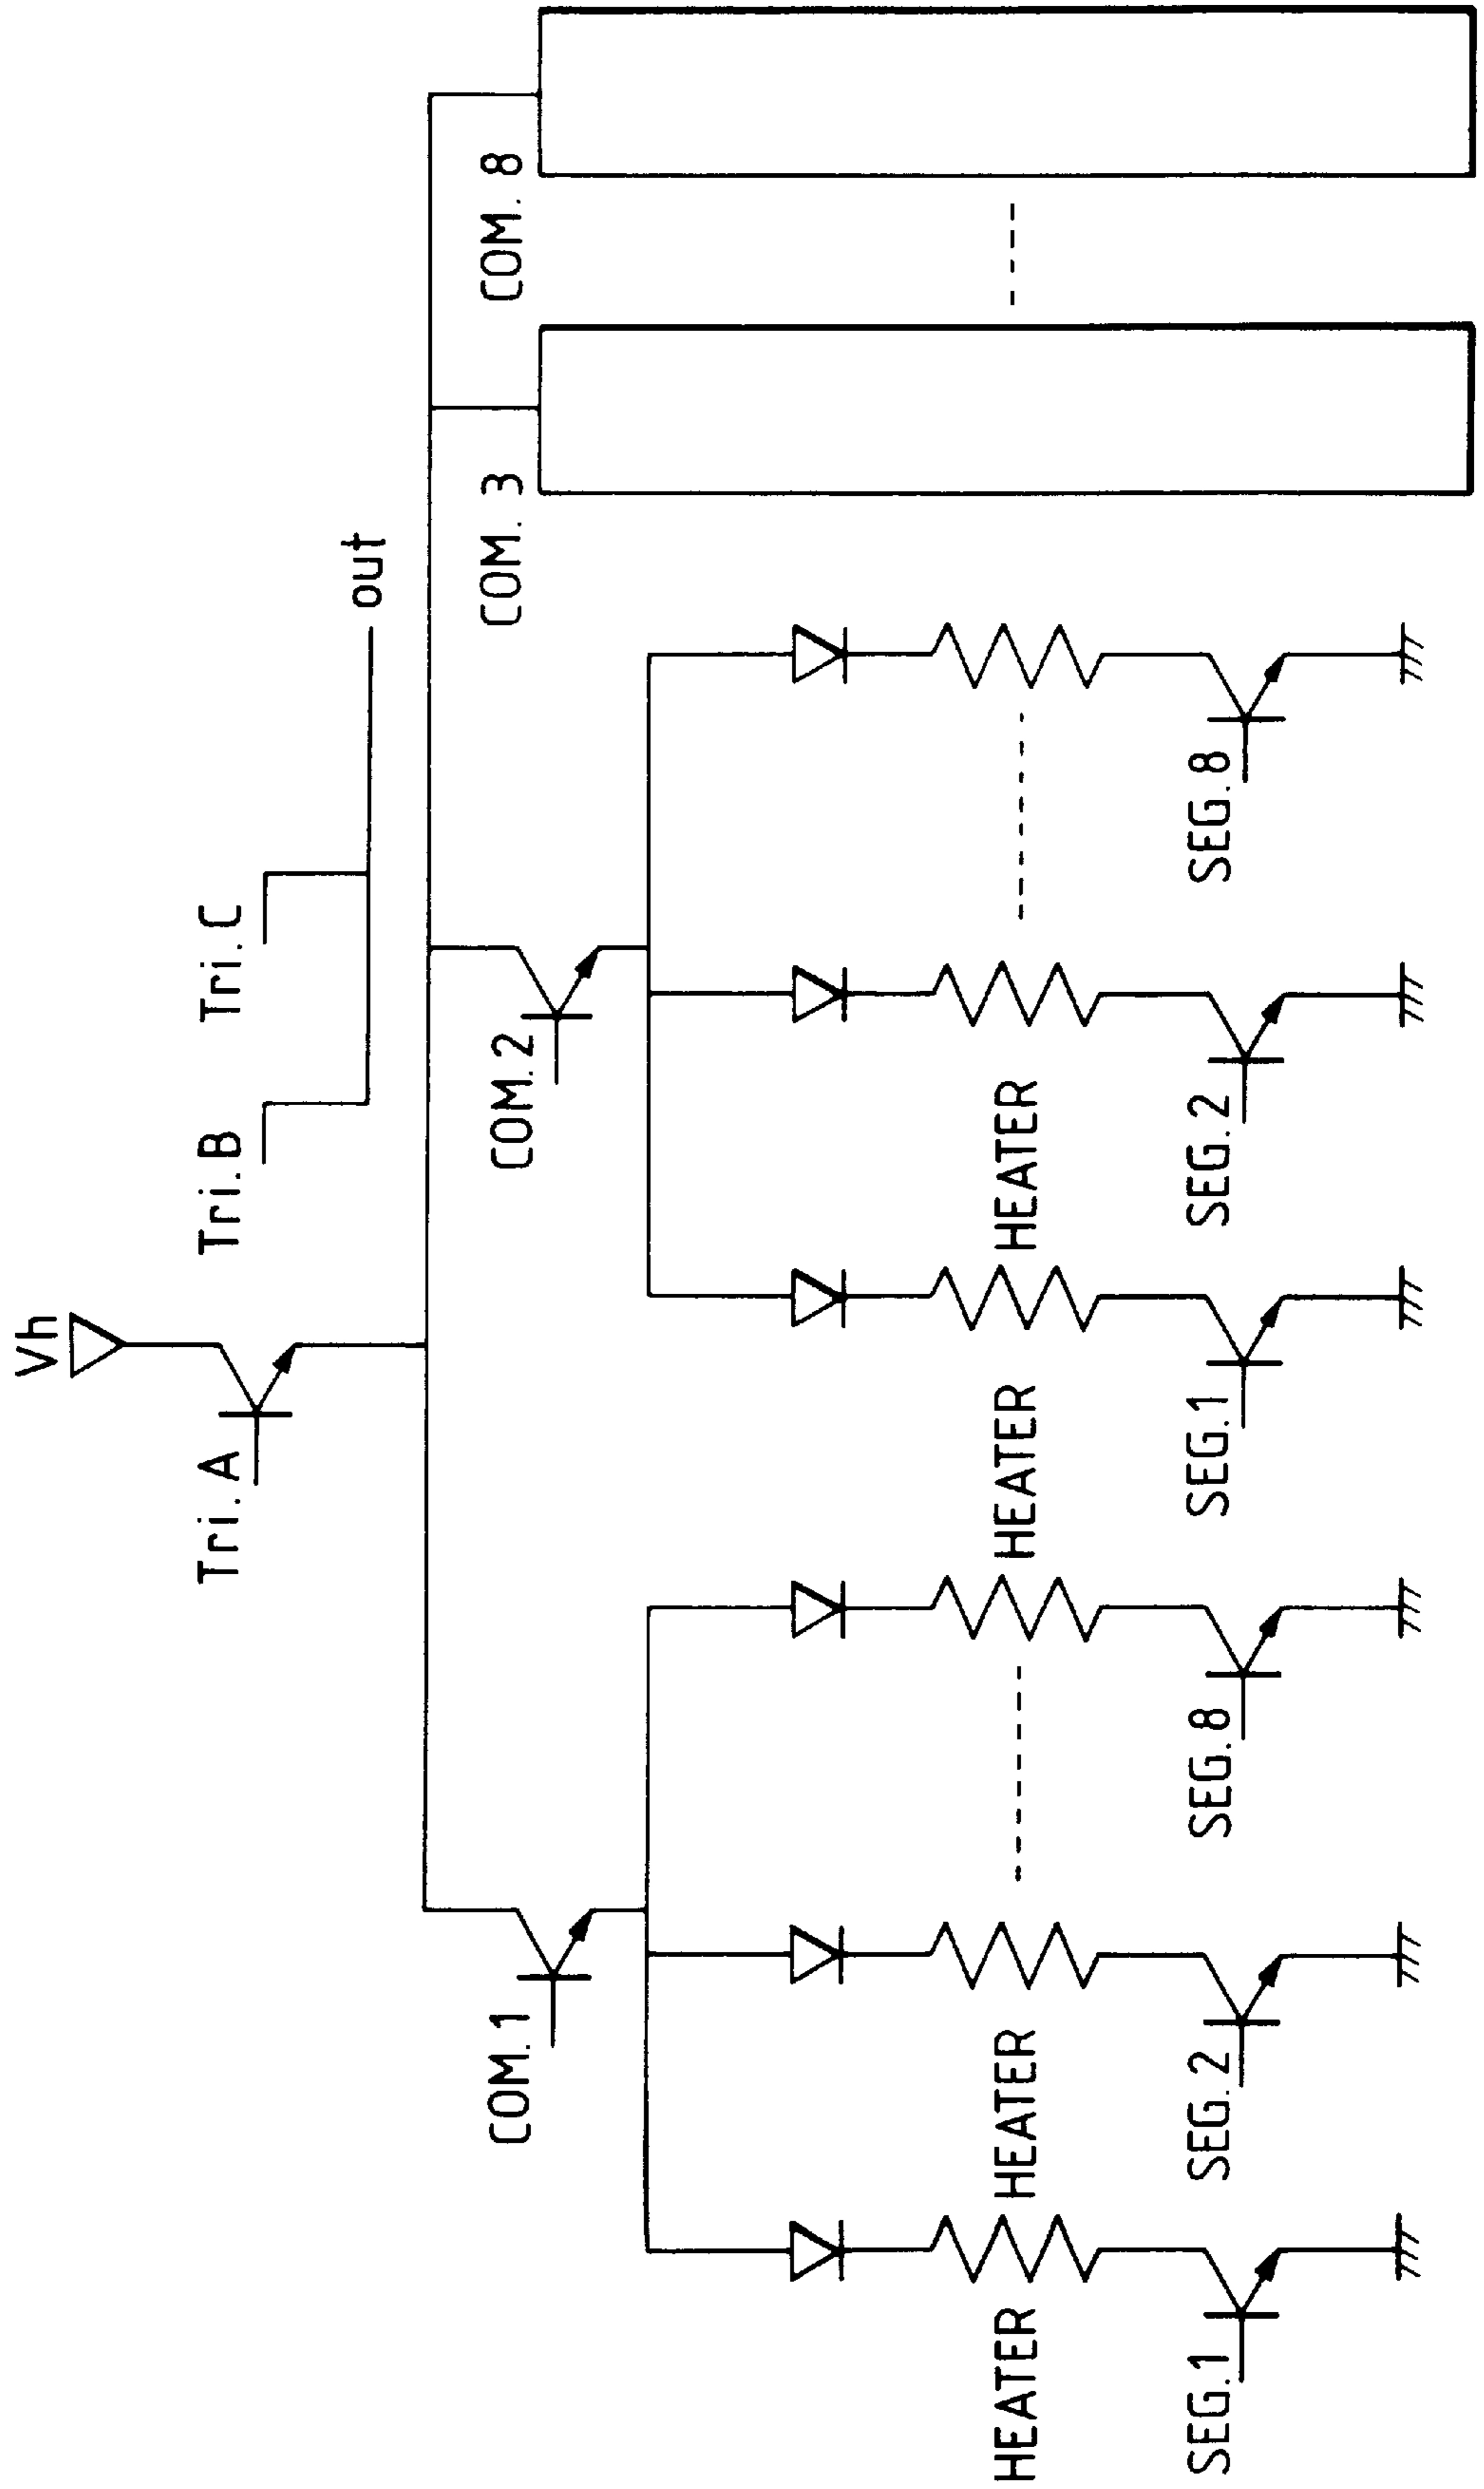 Vh
Tri. A
Tri. B
Tri. C
out
COM. 1
COM. 2
COM. 3
COM. 8
HEATER
HEATER
HEATER
HEATER
SEG. 1
SEG. 2
SEG. 8
SEG. 1
SEG. 2
SEG. 8